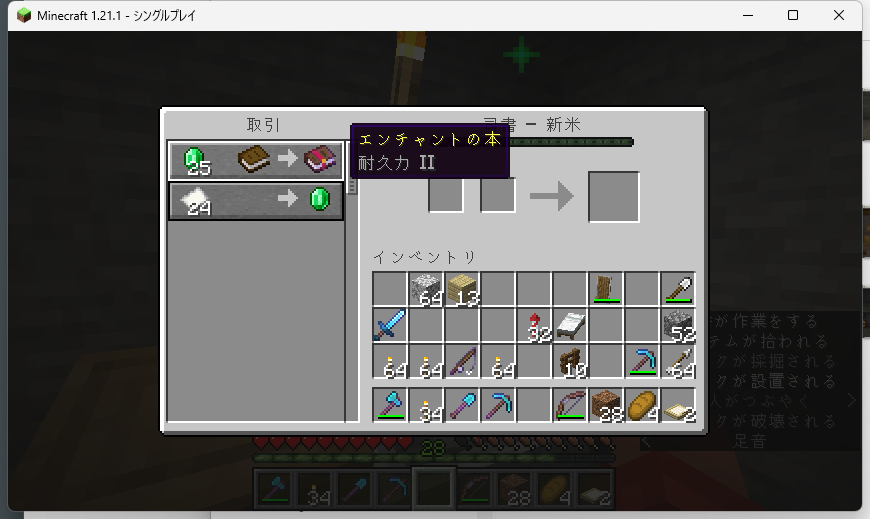 Minecraft 1.21.1 - シングルプレイ
取引
司書 - 新米
エンチャントの本
耐久力 II
25
24
インベントリ
64 13
32 52
64 64 64 10 64
34 28 4 2
が作業をする
テムが拾われる
クが採掘される
クが設置される
人がつぶやく >
クが破壊される
< 足音
28
34 28 4 2